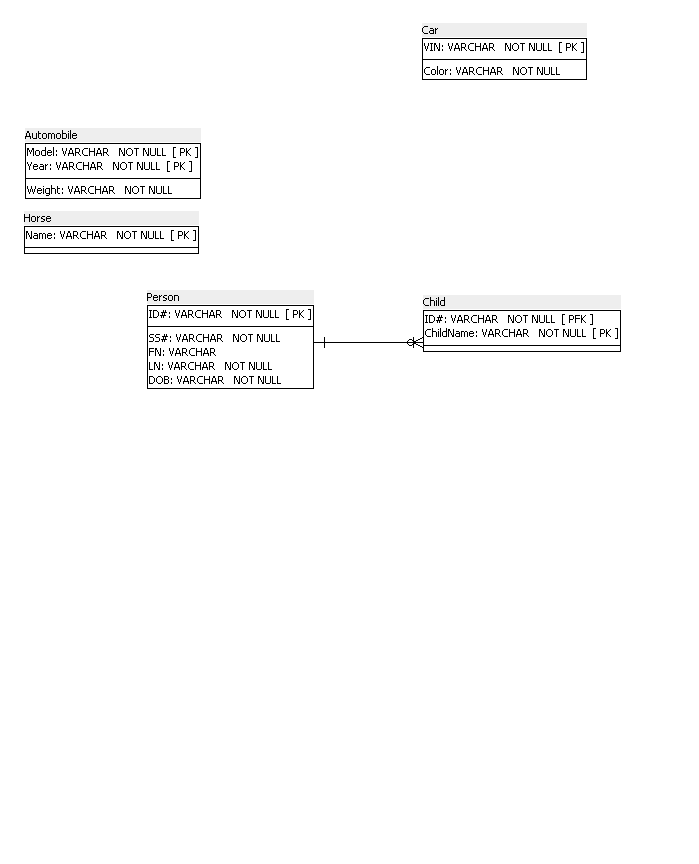 Car
VIN: VARCHAR NOT NULL [ PK ]
Color: VARCHAR NOT NULL
Automobile
Model: VARCHAR NOT NULL [ PK ]
Year: VARCHAR NOT NULL [ PK ]
Weight: VARCHAR NOT NULL
Horse
Name: VARCHAR NOT NULL [ PK ]
Person
ID#: VARCHAR NOT NULL [ PK ]
SS#: VARCHAR NOT NULL
FN: VARCHAR
LN: VARCHAR NOT NULL
DOB: VARCHAR NOT NULL
Child
ID#: VARCHAR NOT NULL [ PFK ]
ChildName: VARCHAR NOT NULL [ PK ]